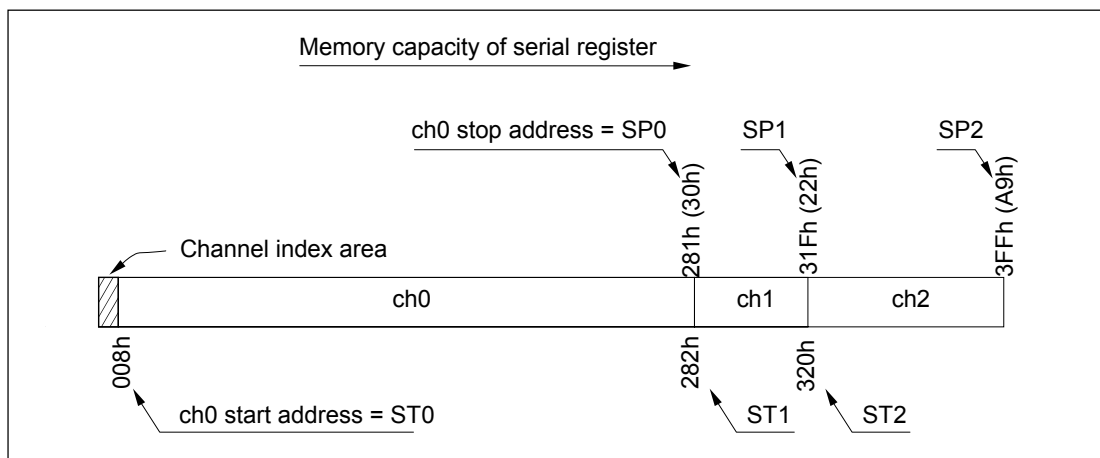 Memory capacity of serial register
ch0 stop address = SP0
SP1
SP2
281h (30h)
31Fh (22h)
3FFh (A9h)
Channel index area
ch0
ch1
ch2
008h
282h
320h
ch0 start address = ST0
ST1
ST2